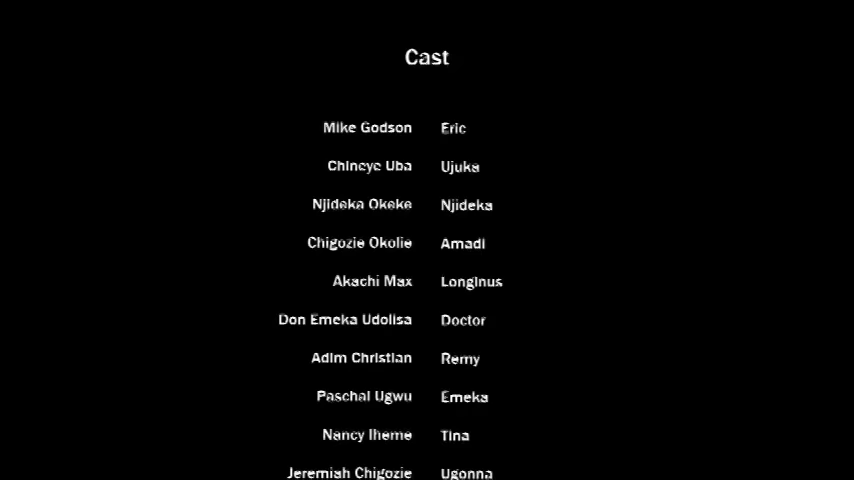 Cast
Mike Godson Eric
Chineye Uba Ujuka
Njideka Okeke Njideka
Chigozie Okolie Amadi
Akachi Max Longinus
Don Emeka Udolisa Doctor
Adim Christian Remy
Paschal Ugwu Emeka
Nancy Iheme Tina
Jeremiah Chigozie Ugonna